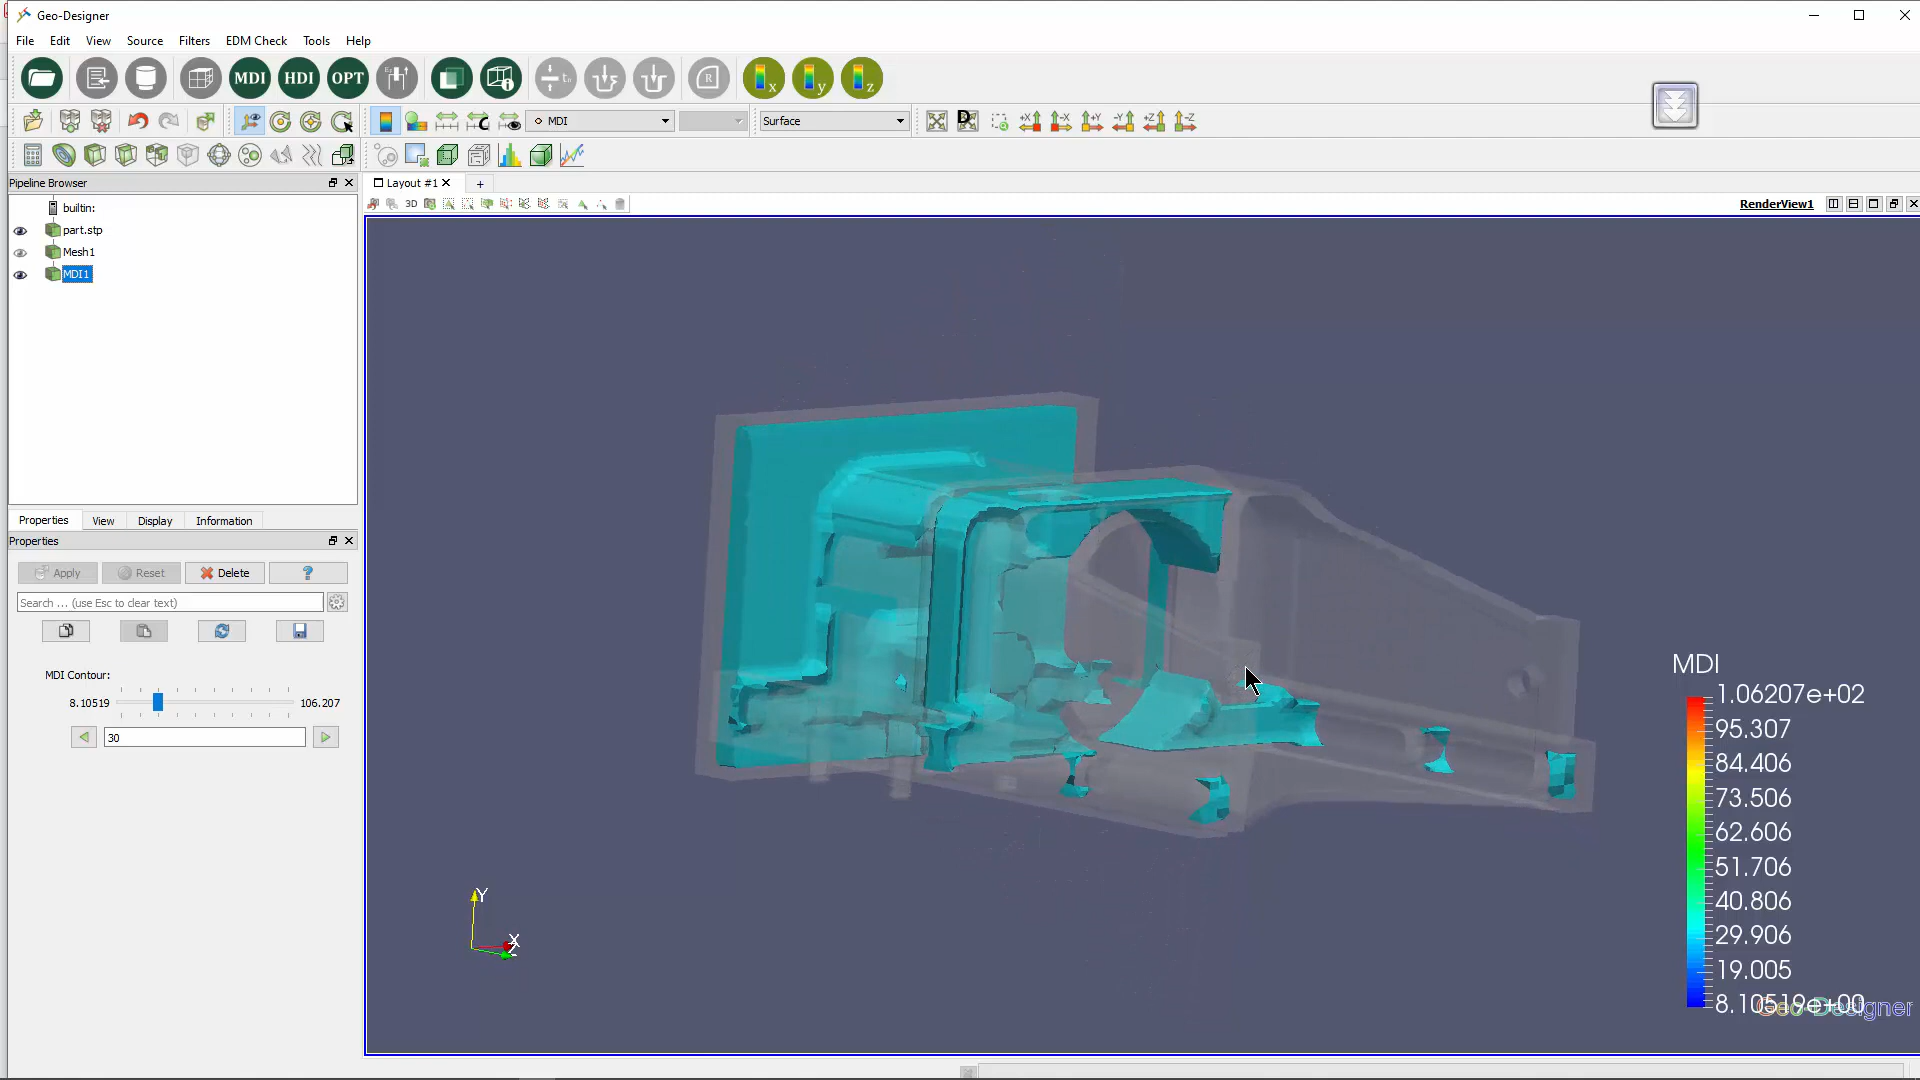 Geo-Designer
File Edit View Source Filters EDM Check Tools Help
MDI HDI OPT R x y z
MDI Surface D +X -X +Y -Y +Z -Z
Pipeline Browser
Layout #1
3D
RenderView1
builtin:
part.stp
Mesh1
MDI1
Properties View Display Information
Properties
Apply Reset Delete ?
Search ... (use Esc to clear text)
MDI Contour:
8.10519 106.207
30
MDI
1.06207e+02
95.307
84.406
73.506
62.606
51.706
40.806
29.906
19.005
8.10519e+00
Geo-Designer
Y
X
Z